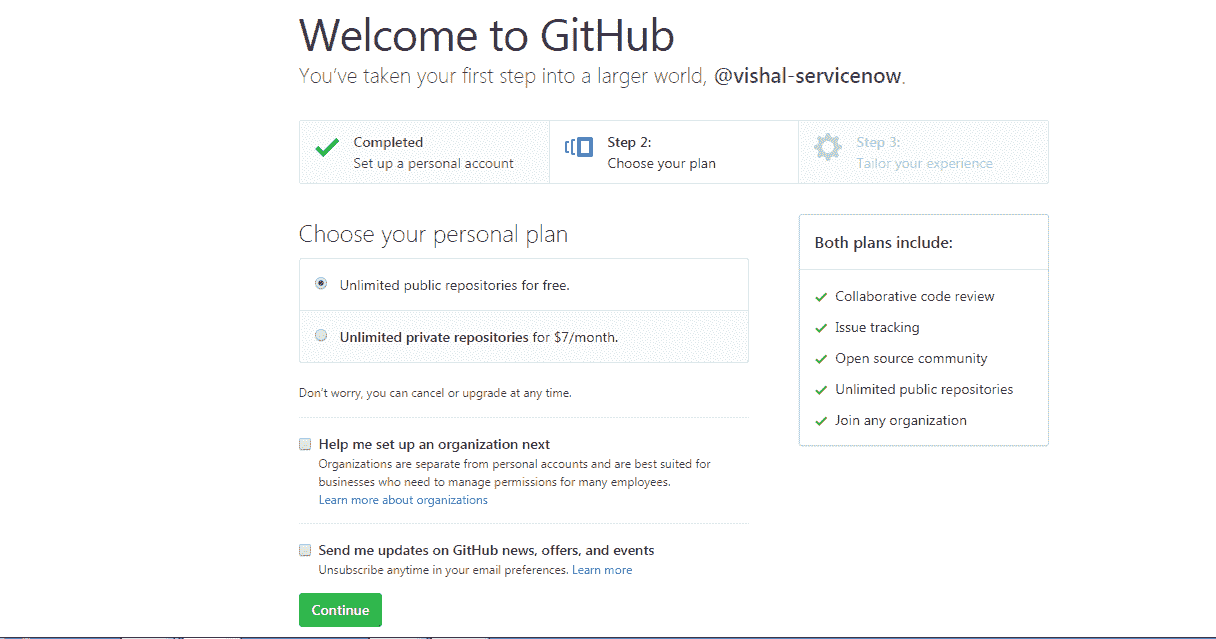 Welcome to GitHub
You've taken your first step into a larger world, @vishal-servicenow.
Completed
Set up a personal account
Step 2:
Choose your plan
Step 3:
Tailor your experience
Choose your personal plan
Unlimited public repositories for free.
Unlimited private repositories for $7/month.
Don't worry, you can cancel or upgrade at any time.
Help me set up an organization next
Organizations are separate from personal accounts and are best suited for
businesses who need to manage permissions for many employees.
Learn more about organizations
Send me updates on GitHub news, offers, and events
Unsubscribe anytime in your email preferences. Learn more
Continue
Both plans include:
Collaborative code review
Issue tracking
Open source community
Unlimited public repositories
Join any organization